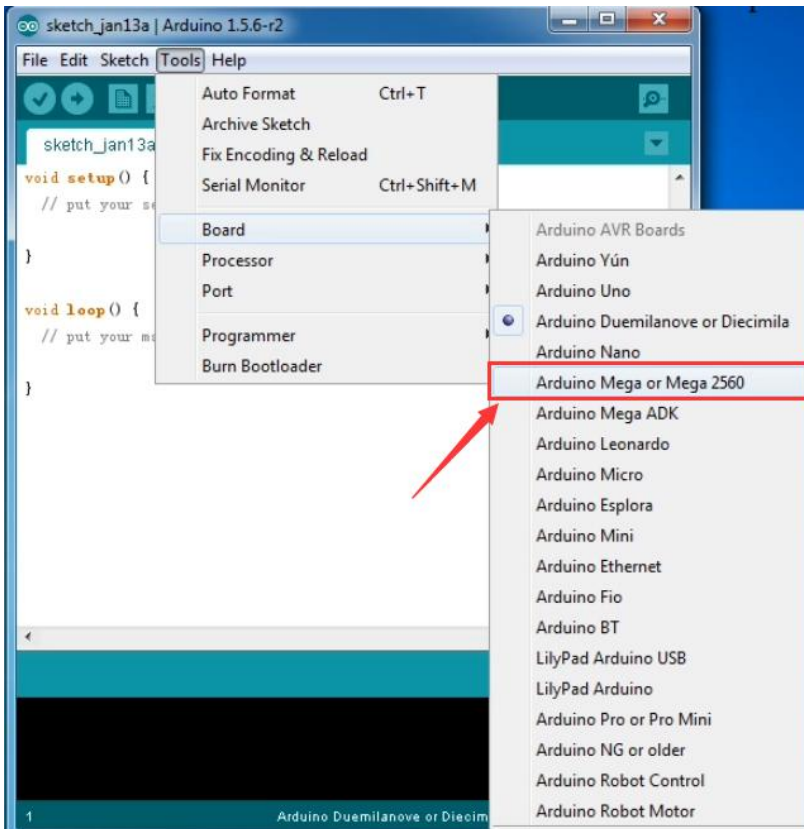 sketch_jan13a | Arduino 1.5.6-r2
File Edit Sketch Tools Help
sketch_jan13a
void setup() {
// put your se
}
void loop() {
// put your ma
}
Auto Format Ctrl+T
Archive Sketch
Fix Encoding & Reload
Serial Monitor Ctrl+Shift+M
Board
Processor
Port
Programmer
Burn Bootloader
Arduino AVR Boards
Arduino Yún
Arduino Uno
Arduino Duemilanove or Diecimila
Arduino Nano
Arduino Mega or Mega 2560
Arduino Mega ADK
Arduino Leonardo
Arduino Micro
Arduino Esplora
Arduino Mini
Arduino Ethernet
Arduino Fio
Arduino BT
LilyPad Arduino USB
LilyPad Arduino
Arduino Pro or Pro Mini
Arduino NG or older
Arduino Robot Control
Arduino Robot Motor
1 Arduino Duemilanove or Diecim